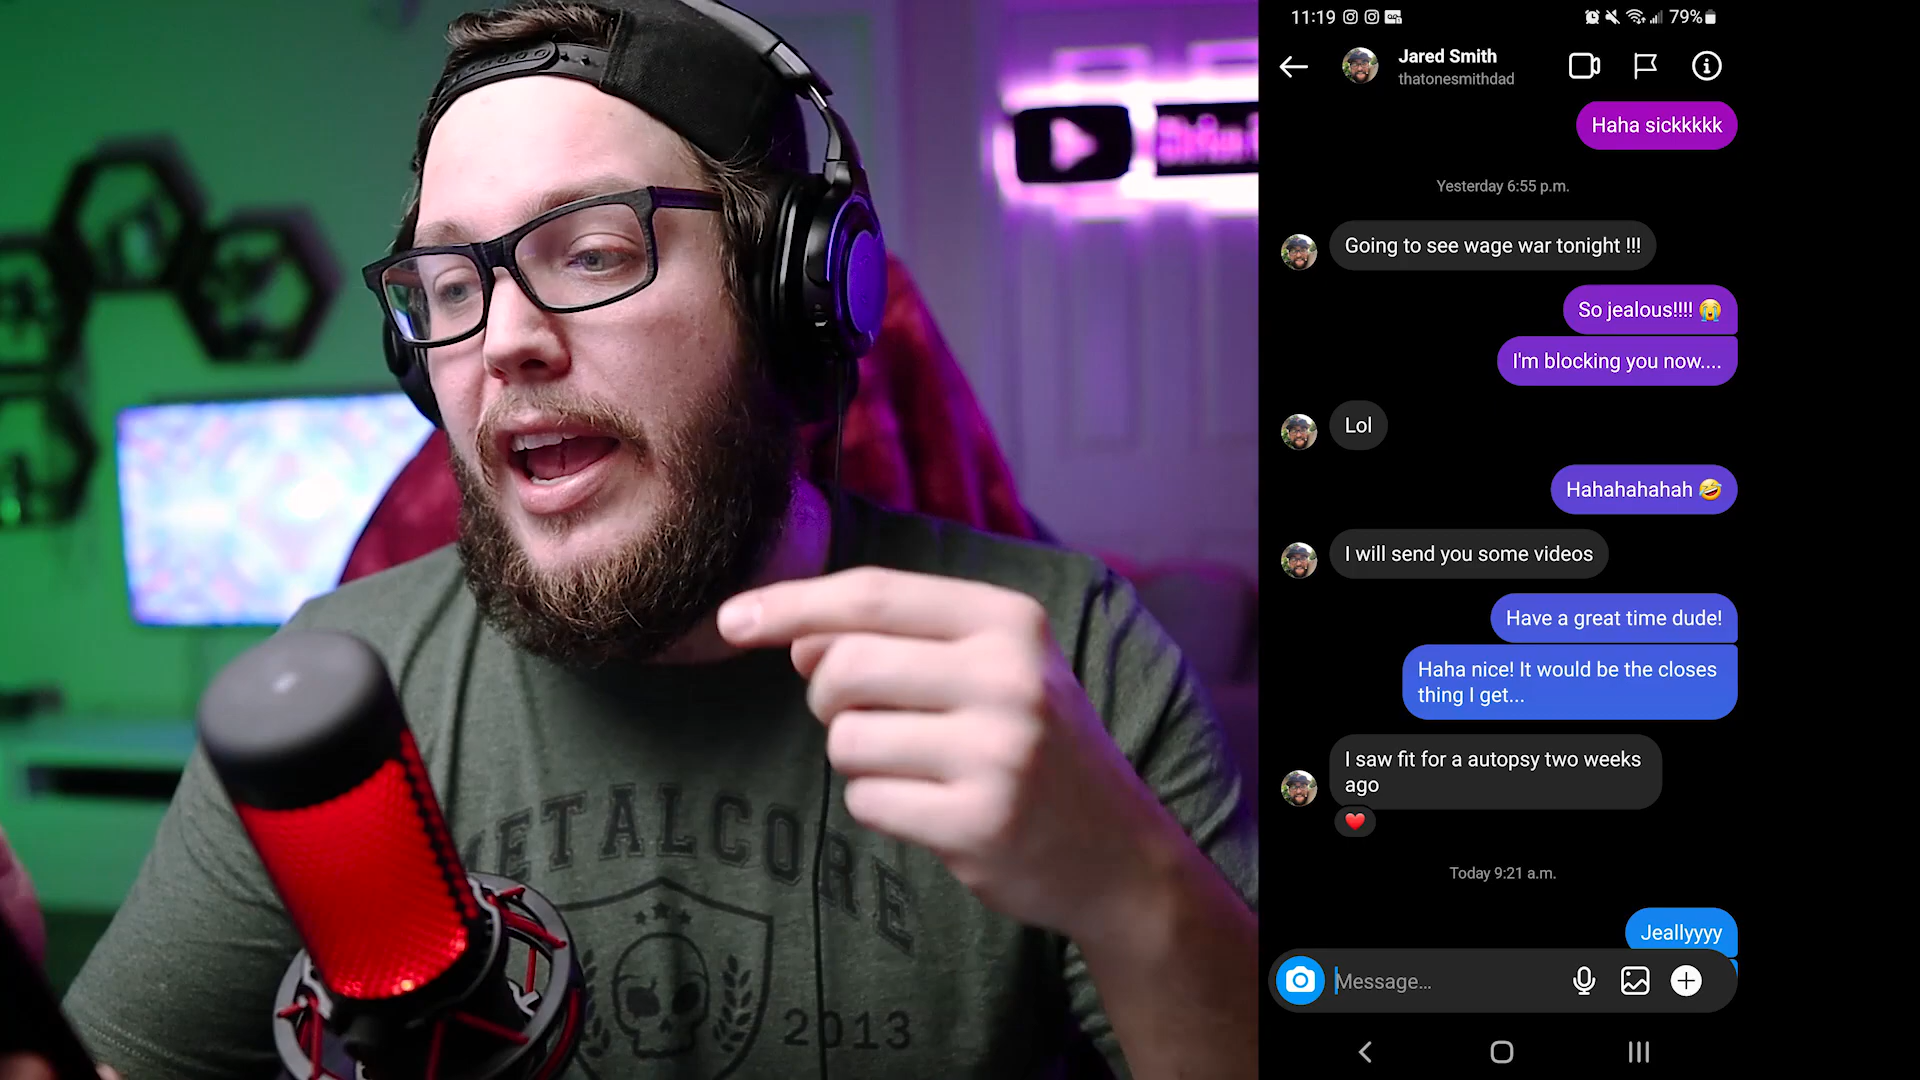 METALCORE
2013
11:19
79%
Jared Smith
thatonesmithdad
Haha sickkkkk
Yesterday 6:55 p.m.
Going to see wage war tonight !!!
So jealous!!!! 😭
I'm blocking you now....
Lol
Hahahahahah 🤣
I will send you some videos
Have a great time dude!
Haha nice! It would be the closes
thing I get...
I saw fit for a autopsy two weeks
ago
❤️
Today 9:21 a.m.
Jeallyyyy
Message...